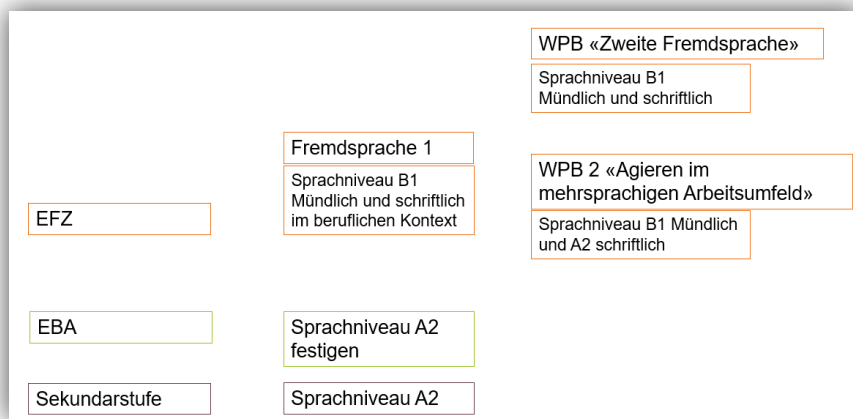 WPB «Zweite Fremdsprache»
Sprachniveau B1
Mündlich und schriftlich
Fremdsprache 1
Sprachniveau B1
Mündlich und schriftlich
im beruflichen Kontext
WPB 2 «Agieren im
mehrsprachigen Arbeitsumfeld»
Sprachniveau B1 Mündlich
und A2 schriftlich
EFZ
EBA
Sprachniveau A2
festigen
Sekundarstufe
Sprachniveau A2